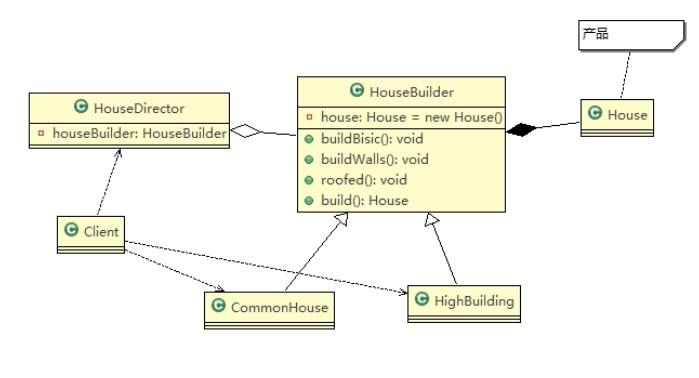 产品
HouseBuilder
house: House = new House()
buildBisic(): void
buildWalls(): void
roofed(): void
build(): House
HouseDirector
houseBuilder: HouseBuilder
House
Client
CommonHouse
HighBuilding